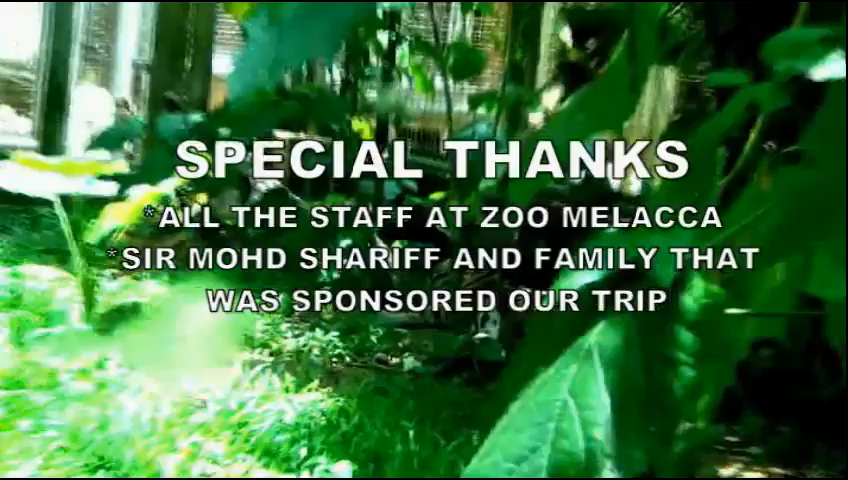 SPECIAL THANKS
*ALL THE STAFF AT ZOO MELACCA
*SIR MOHD SHARIFF AND FAMILY THAT
WAS SPONSORED OUR TRIP